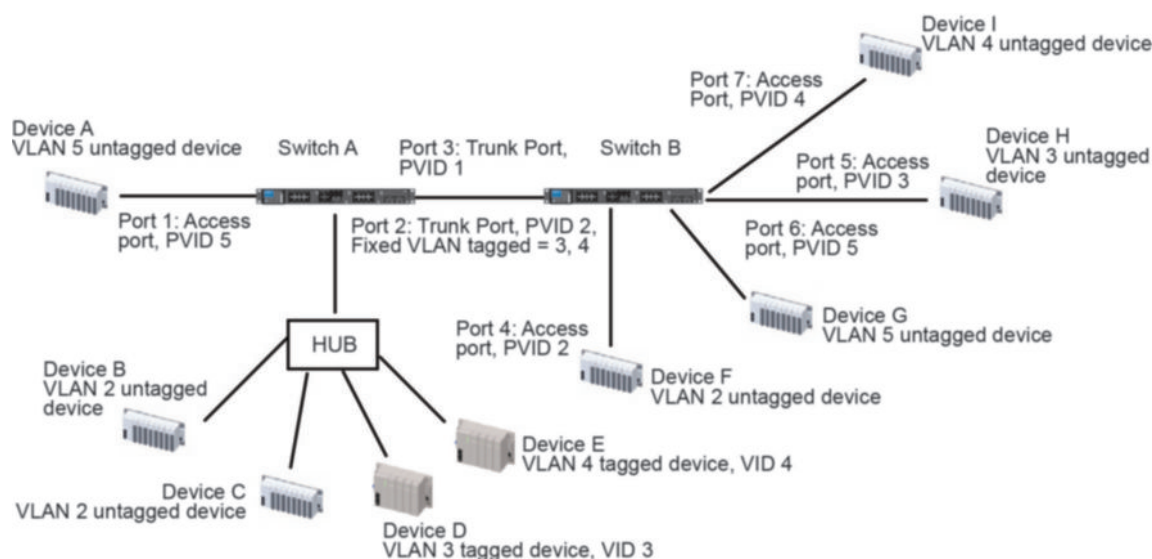 Device I
VLAN 4 untagged device
Port 7: Access
Port, PVID 4
Device A
VLAN 5 untagged device
Switch A
Port 3: Trunk Port,
PVID 1
Switch B
Device H
VLAN 3 untagged
device
Port 5: Access
port, PVID 3
Port 1: Access
port, PVID 5
Port 2: Trunk Port, PVID 2,
Fixed VLAN tagged = 3, 4
Port 6: Access
port, PVID 5
Device G
VLAN 5 untagged device
HUB
Port 4: Access
port, PVID 2
Device B
VLAN 2 untagged
device
Device F
VLAN 2 untagged device
Device E
VLAN 4 tagged device, VID 4
Device C
VLAN 2 untagged device
Device D
VLAN 3 tagged device, VID 3